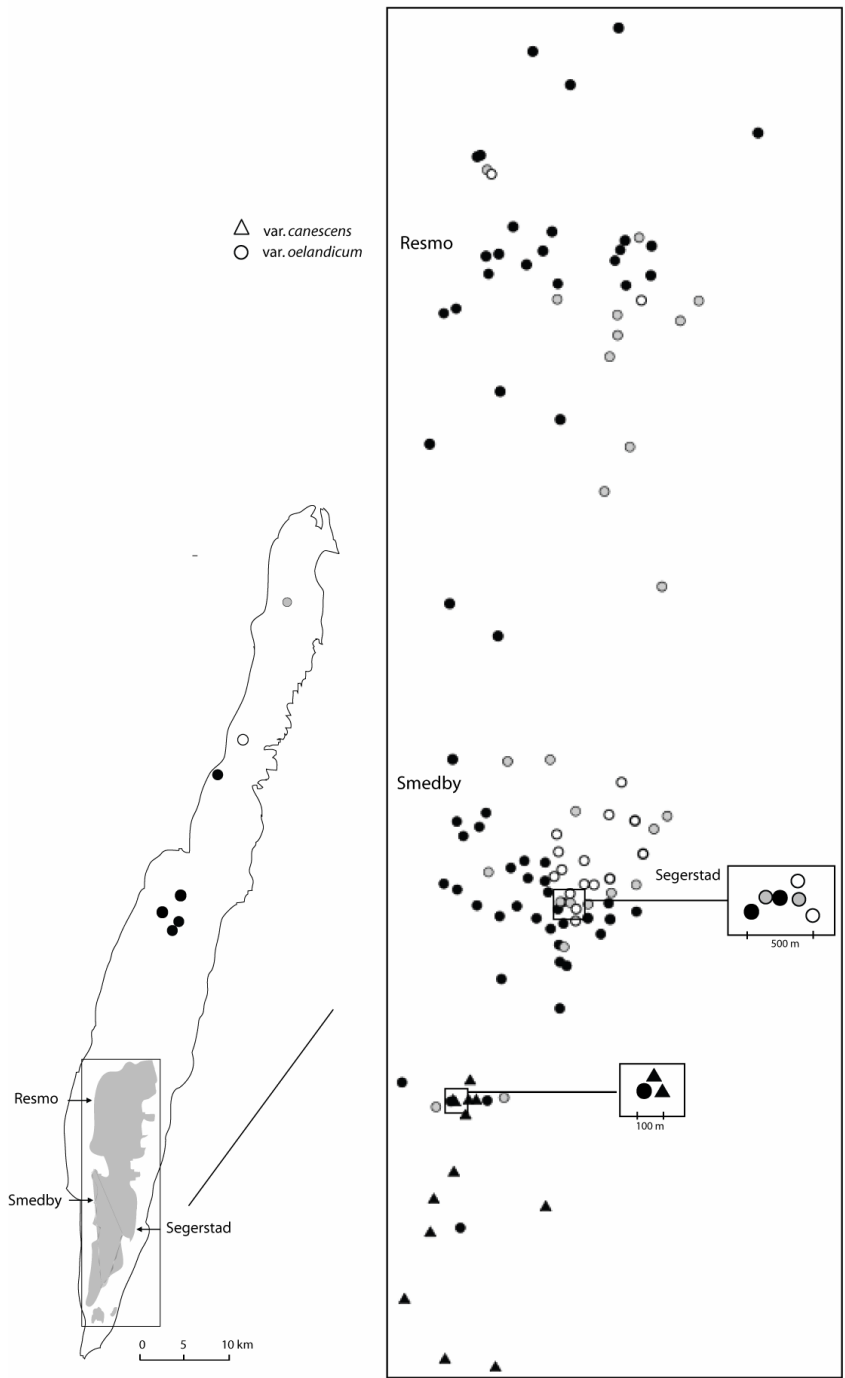 var. canescens
var. oelandicum
Resmo
Smedby
Segerstad
500 m
100 m
Resmo
Smedby
Segerstad
0 5 10 km